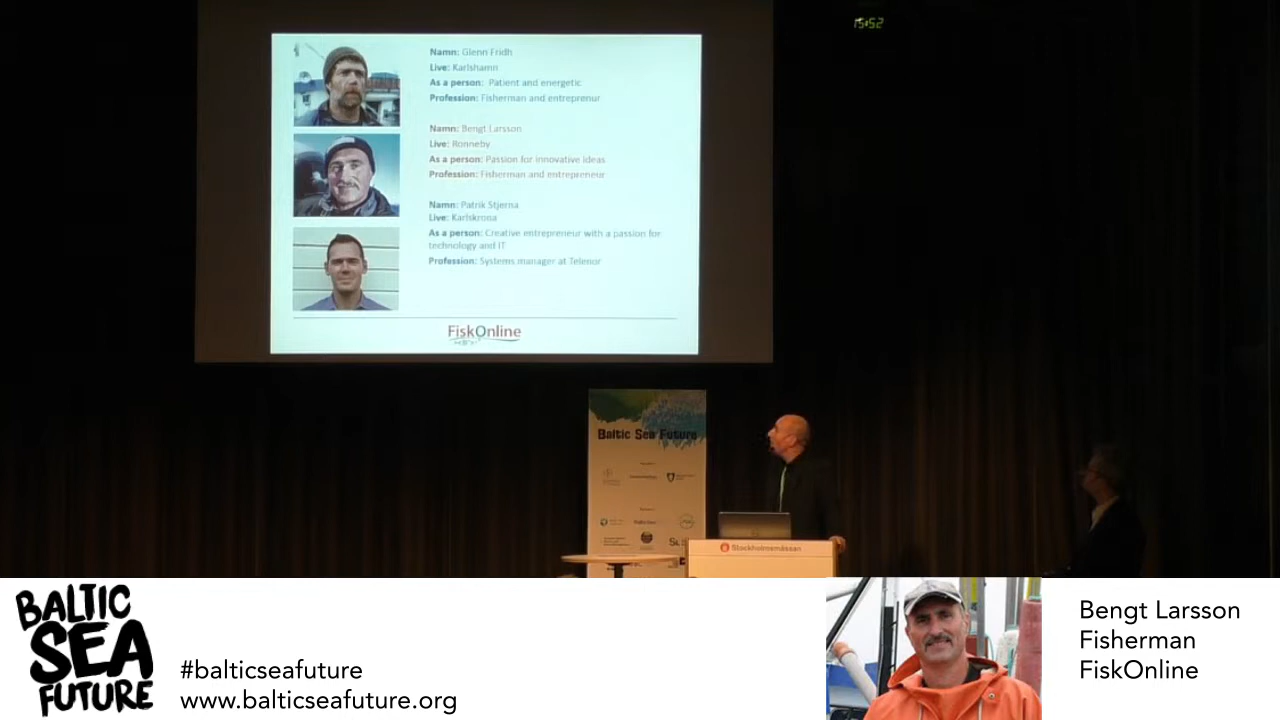 15:52
Namn: Glenn Fridh
Live: Karlshamn
As a person: Patient and energetic
Profession: Fisherman and entreprenur
Namn: Bengt Larsson
Live: Ronneby
As a person: Passion for innovative ideas
Profession: Fisherman and entrepreneur
Namn: Patrik Stjerna
Live: Karlskrona
As a person: Creative entrepreneur with a passion for
technology and IT
Profession: Systems manager at Telenor
FiskOnline
Baltic Sea Future
Stockholmsmässan
BALTIC
SEA
FUTURE
#balticseafuture
www.balticseafuture.org
Bengt Larsson
Fisherman
FiskOnline